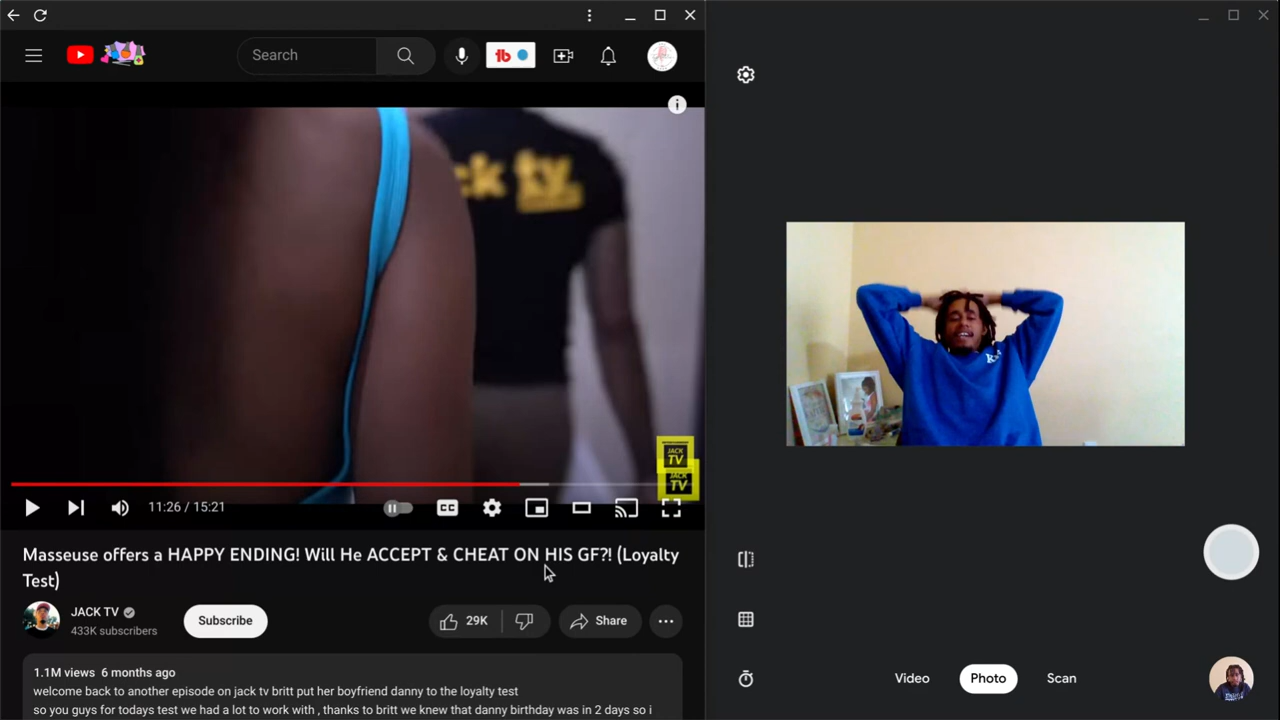 Search
tb
ck tv.
JACK
TV
JACK
TV
11:26 / 15:21
CC
Masseuse offers a HAPPY ENDING! Will He ACCEPT & CHEAT ON HIS GF?! (Loyalty
Test)
JACK TV
433K subscribers
Subscribe
29K
Share
1.1M views 6 months ago
welcome back to another episode on jack tv britt put her boyfriend danny to the loyalty test
so you guys for todays test we had a lot to work with , thanks to britt we knew that danny birthday was in 2 days so i
Video
Photo
Scan